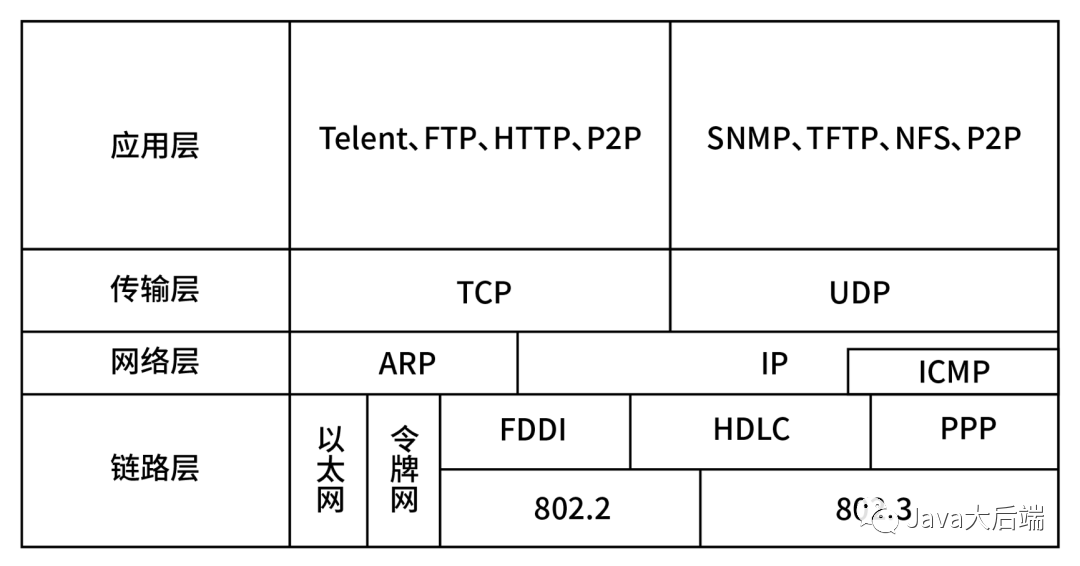 应用层
Telent、FTP、HTTP、P2P
SNMP、TFTP、NFS、P2P
传输层
TCP
UDP
网络层
ARP
IP
ICMP
链路层
以太网
令牌网
FDDI
HDLC
PPP
802.2
802.3
Java大后端